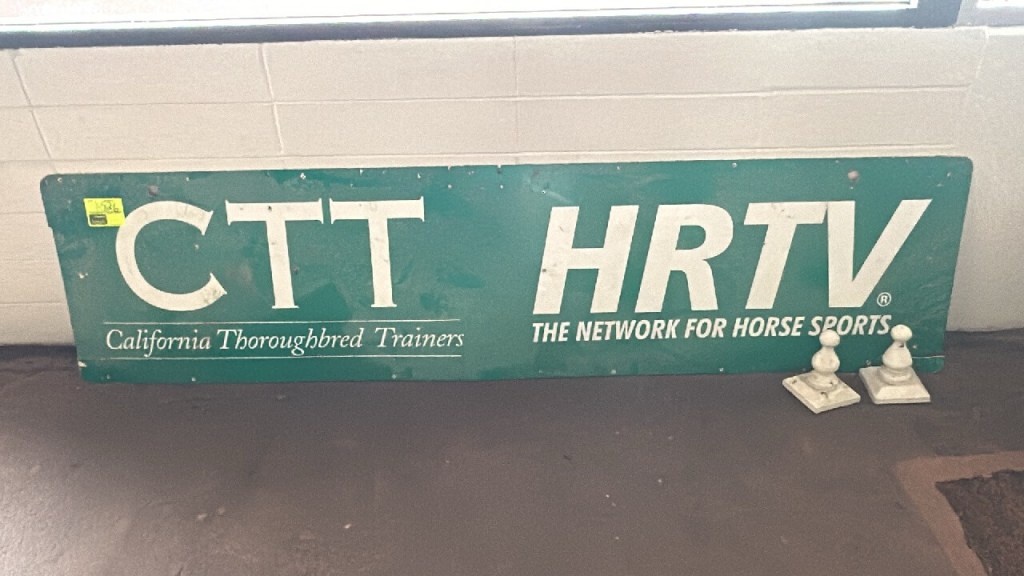 CTT
California Thoroughbred Trainers
HRTV®
THE NETWORK FOR HORSE SPORTS